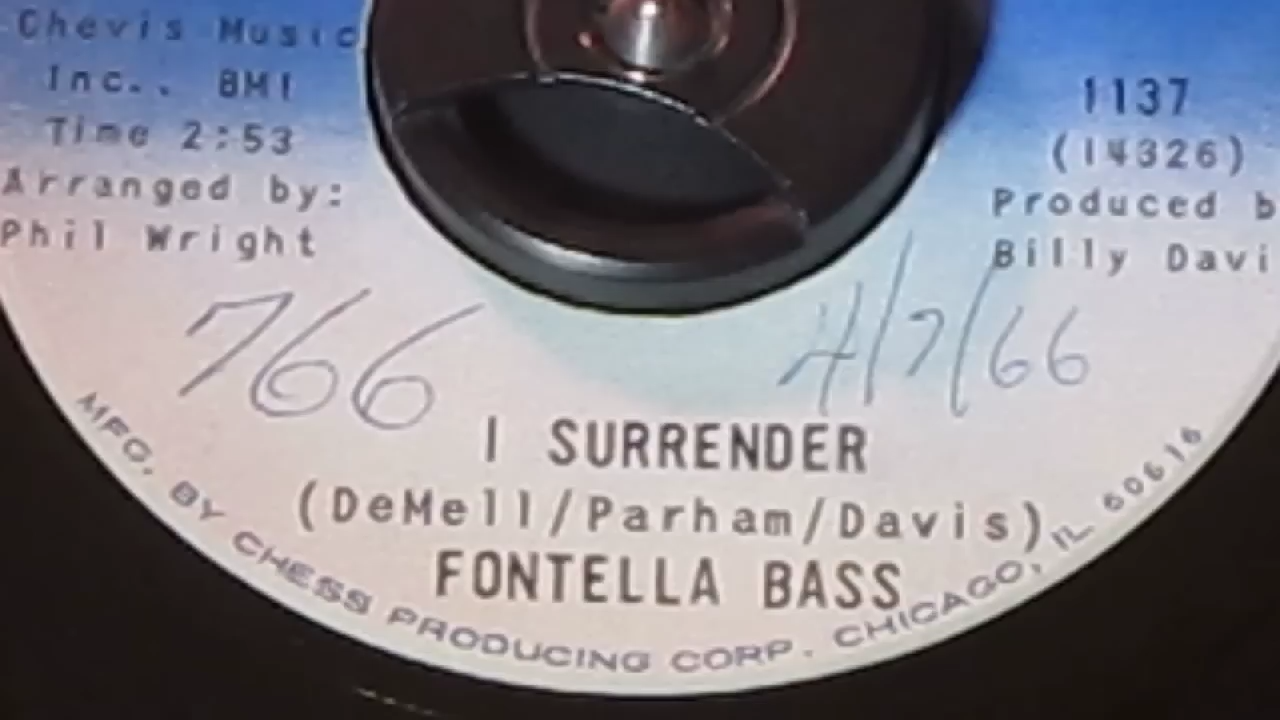 Chevis Music
Inc., BMI
Time 2:53
Arranged by:
Phil Wright
1137
(14326)
Produced b
Billy Davi
766
4/7/66
I SURRENDER
(DeMell/Parham/Davis)
FONTELLA BASS
MFG. BY CHESS PRODUCING CORP. CHICAGO, IL 60616